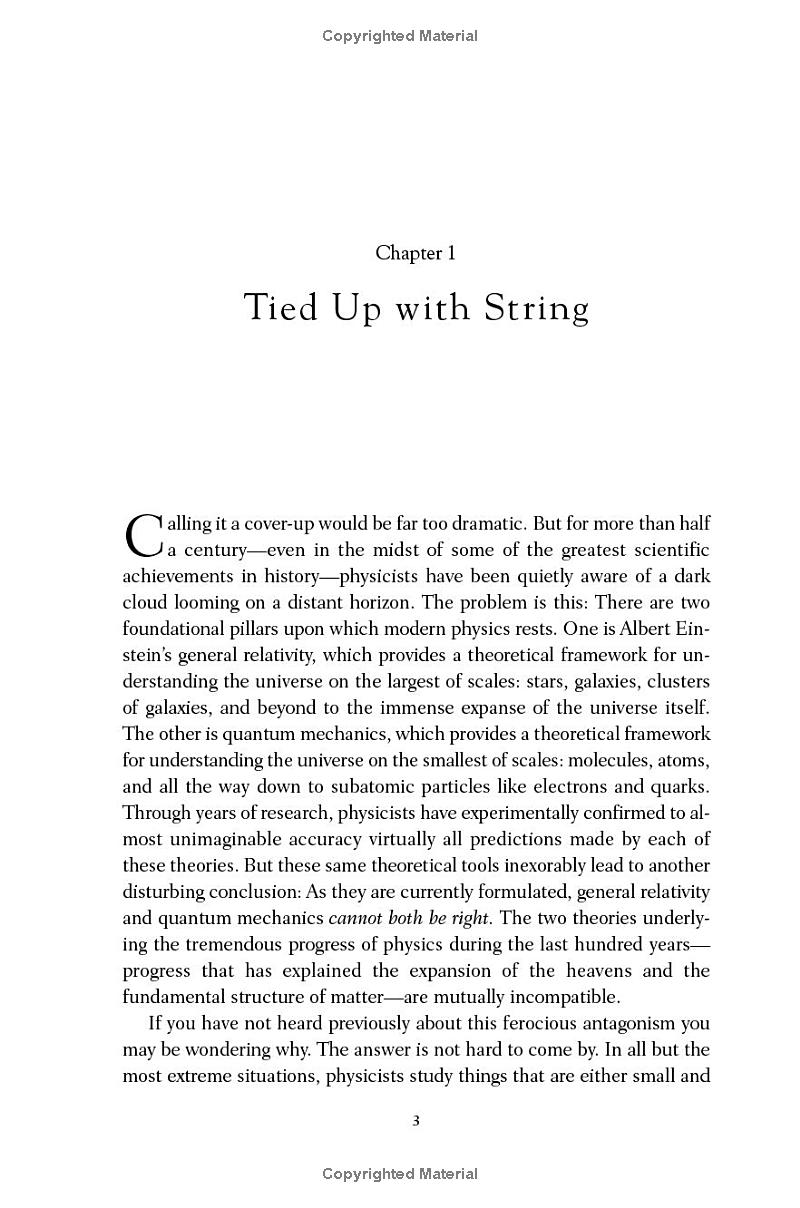 Copyrighted Material
Chapter 1
Tied Up with String
Calling it a cover-up would be far too dramatic. But for more than half
a century—even in the midst of some of the greatest scientific
achievements in history—physicists have been quietly aware of a dark
cloud looming on a distant horizon. The problem is this: There are two
foundational pillars upon which modern physics rests. One is Albert Ein-
stein’s general relativity, which provides a theoretical framework for un-
derstanding the universe on the largest of scales: stars, galaxies, clusters
of galaxies, and beyond to the immense expanse of the universe itself.
The other is quantum mechanics, which provides a theoretical framework
for understanding the universe on the smallest of scales: molecules, atoms,
and all the way down to subatomic particles like electrons and quarks.
Through years of research, physicists have experimentally confirmed to al-
most unimaginable accuracy virtually all predictions made by each of
these theories. But these same theoretical tools inexorably lead to another
disturbing conclusion: As they are currently formulated, general relativity
and quantum mechanics cannot both be right. The two theories underly-
ing the tremendous progress of physics during the last hundred years—
progress that has explained the expansion of the heavens and the
fundamental structure of matter—are mutually incompatible.
If you have not heard previously about this ferocious antagonism you
may be wondering why. The answer is not hard to come by. In all but the
most extreme situations, physicists study things that are either small and
3
Copyrighted Material